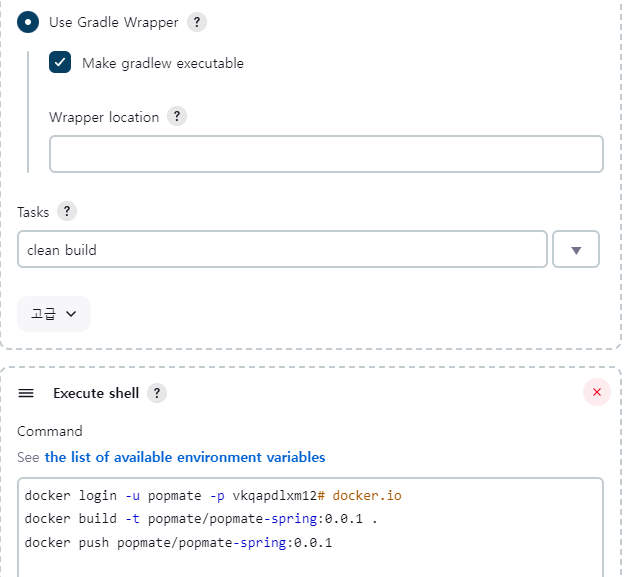 Use Gradle Wrapper ?
Make gradlew executable
Wrapper location ?
Tasks ?
clean build
고급
Execute shell ?
Command
See the list of available environment variables
docker login -u popmate -p vkqapdlxm12# docker.io
docker build -t popmate/popmate-spring:0.0.1 .
docker push popmate/popmate-spring:0.0.1